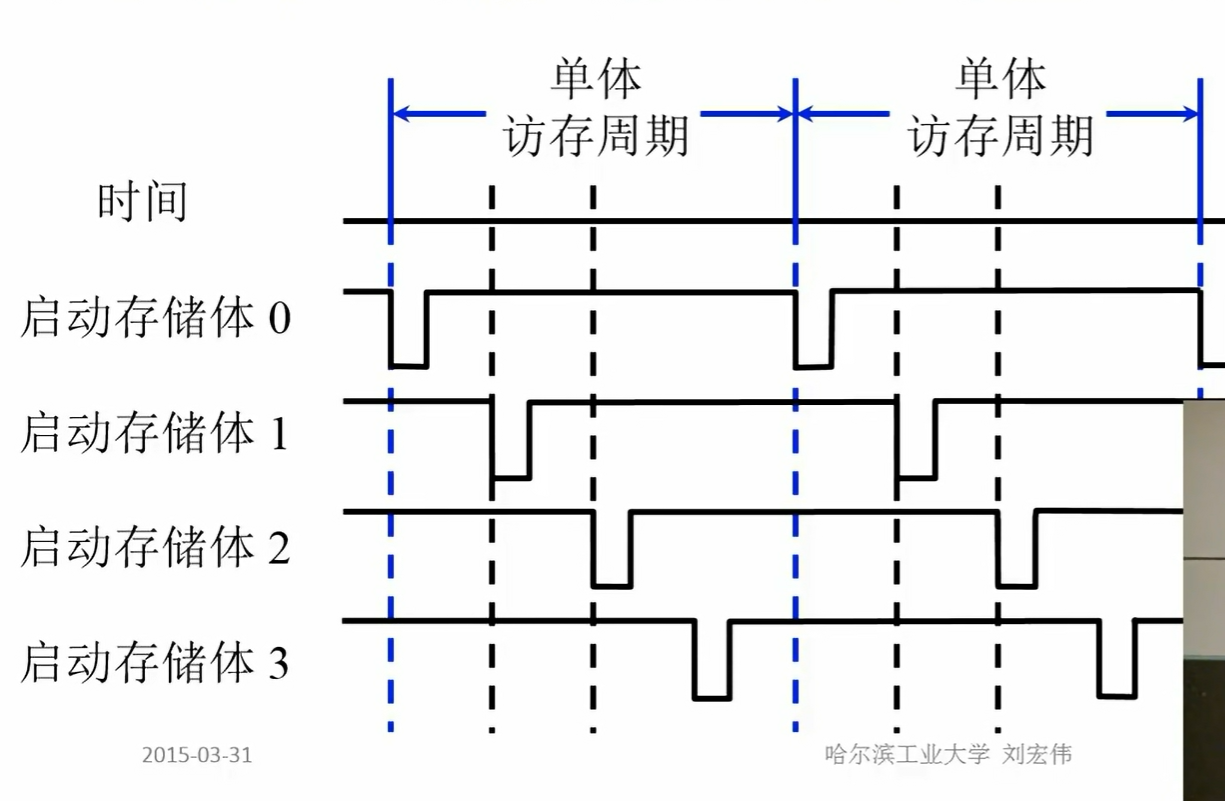 单体
访存周期
单体
访存周期
时间
启动存储体 0
启动存储体 1
启动存储体 2
启动存储体 3
2015-03-31
哈尔滨工业大学 刘宏伟